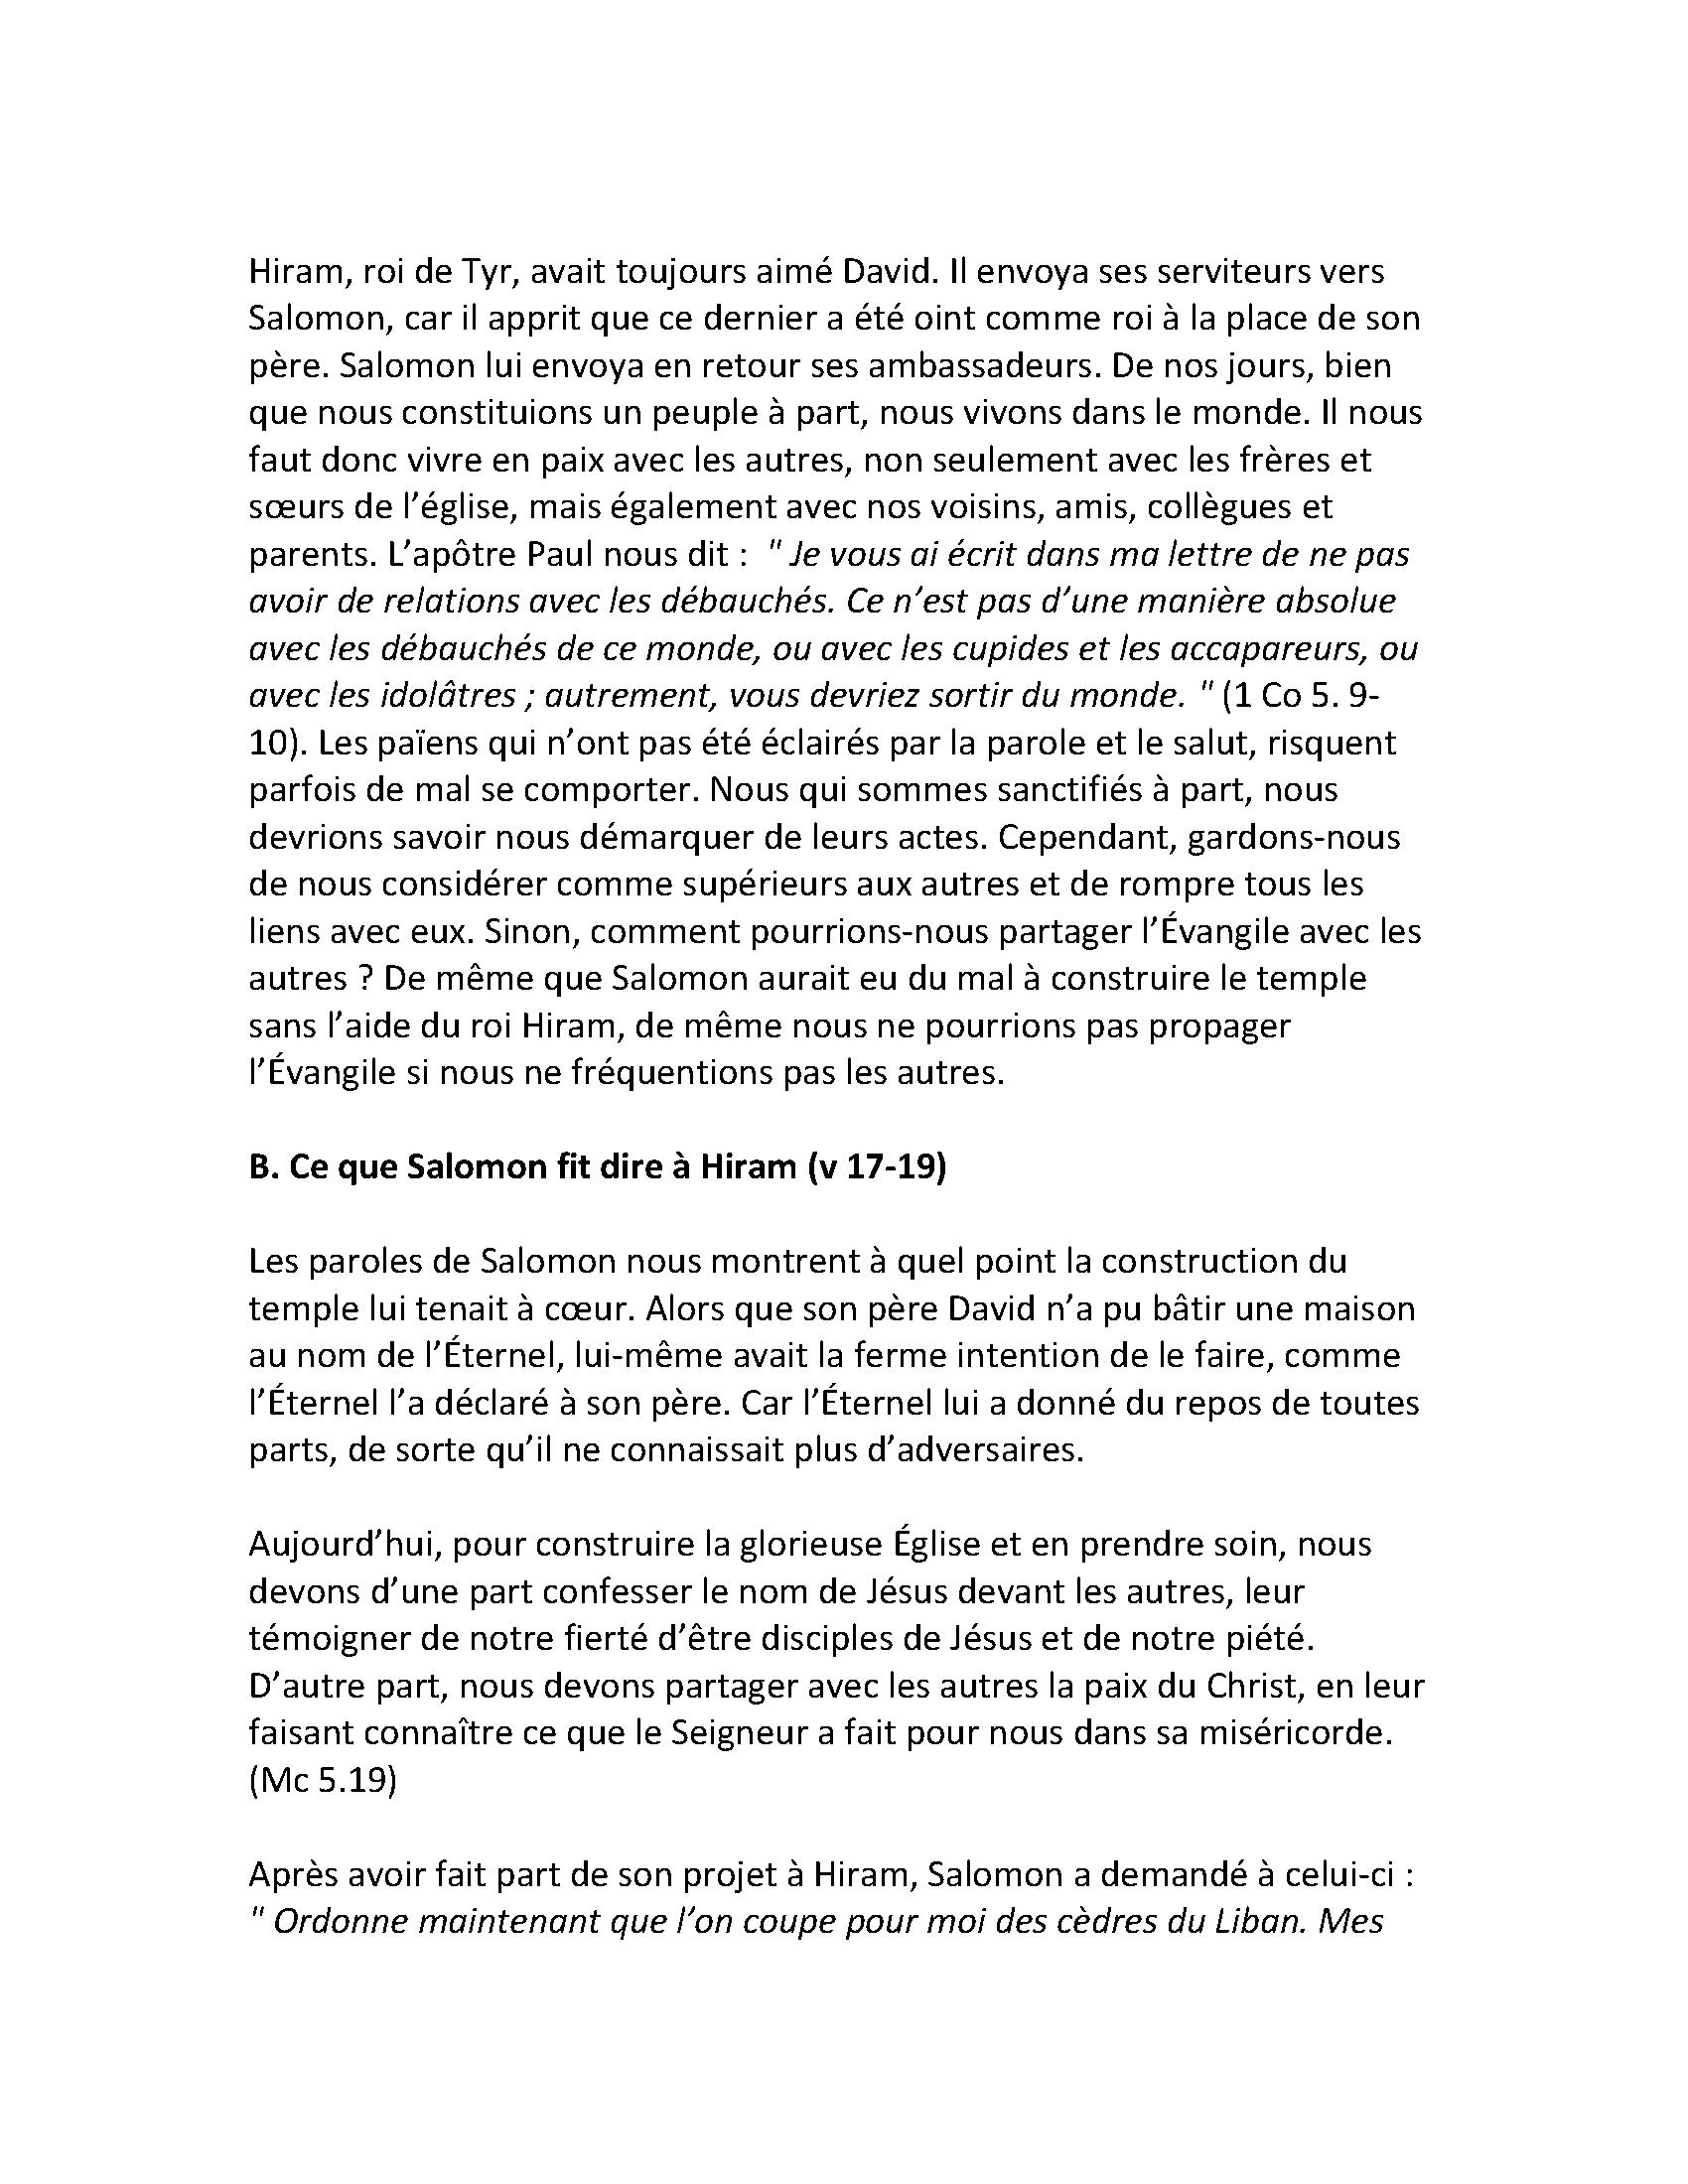 Hiram, roi de Tyr, avait toujours aimé David. Il envoya ses serviteurs vers
Salomon, car il apprit que ce dernier a été oint comme roi à la place de son
père. Salomon lui envoya en retour ses ambassadeurs. De nos jours, bien
que nous constituions un peuple à part, nous vivons dans le monde. Il nous
faut donc vivre en paix avec les autres, non seulement avec les frères et
sœurs de l’église, mais également avec nos voisins, amis, collègues et
parents. L’apôtre Paul nous dit :  " Je vous ai écrit dans ma lettre de ne pas
avoir de relations avec les débauchés. Ce n’est pas d’une manière absolue
avec les débauchés de ce monde, ou avec les cupides et les accapareurs, ou
avec les idolâtres ; autrement, vous devriez sortir du monde. " (1 Co 5. 9-
10). Les païens qui n’ont pas été éclairés par la parole et le salut, risquent
parfois de mal se comporter. Nous qui sommes sanctifiés à part, nous
devrions savoir nous démarquer de leurs actes. Cependant, gardons-nous
de nous considérer comme supérieurs aux autres et de rompre tous les
liens avec eux. Sinon, comment pourrions-nous partager l’Évangile avec les
autres ? De même que Salomon aurait eu du mal à construire le temple
sans l’aide du roi Hiram, de même nous ne pourrions pas propager
l’Évangile si nous ne fréquentions pas les autres.
B. Ce que Salomon fit dire à Hiram (v 17-19)
Les paroles de Salomon nous montrent à quel point la construction du
temple lui tenait à cœur. Alors que son père David n’a pu bâtir une maison
au nom de l’Éternel, lui-même avait la ferme intention de le faire, comme
l’Éternel l’a déclaré à son père. Car l’Éternel lui a donné du repos de toutes
parts, de sorte qu’il ne connaissait plus d’adversaires.
Aujourd’hui, pour construire la glorieuse Église et en prendre soin, nous
devons d’une part confesser le nom de Jésus devant les autres, leur
témoigner de notre fierté d’être disciples de Jésus et de notre piété.
D’autre part, nous devons partager avec les autres la paix du Christ, en leur
faisant connaître ce que le Seigneur a fait pour nous dans sa miséricorde.
(Mc 5.19)
Après avoir fait part de son projet à Hiram, Salomon a demandé à celui-ci :
" Ordonne maintenant que l’on coupe pour moi des cèdres du Liban. Mes